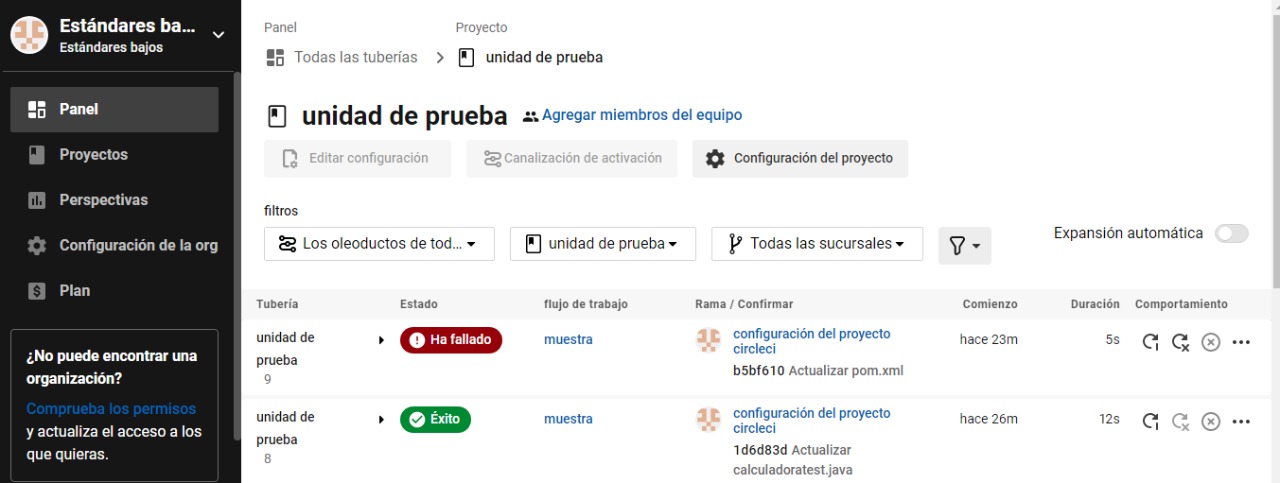 Estándares ba...
Estándares bajos
Panel
Proyectos
Perspectivas
Configuración de la org
Plan
¿No puede encontrar una
organización?
Comprueba los permisos
y actualiza el acceso a los
que quieras.
Panel
Proyecto
Todas las tuberías
unidad de prueba
unidad de prueba
Agregar miembros del equipo
Editar configuración
Canalización de activación
Configuración del proyecto
filtros
Los oleoductos de tod...
unidad de prueba
Todas las sucursales
Expansión automática
Tubería
Estado
flujo de trabajo
Rama / Confirmar
Comienzo
Duración
Comportamiento
unidad de
prueba
9
Ha fallado
muestra
configuración del proyecto
circleci
b5bf610 Actualizar pom.xml
hace 23m
5s
unidad de
prueba
8
Éxito
muestra
configuración del proyecto
circleci
1d6d83d Actualizar
calculadoratest.java
hace 26m
12s